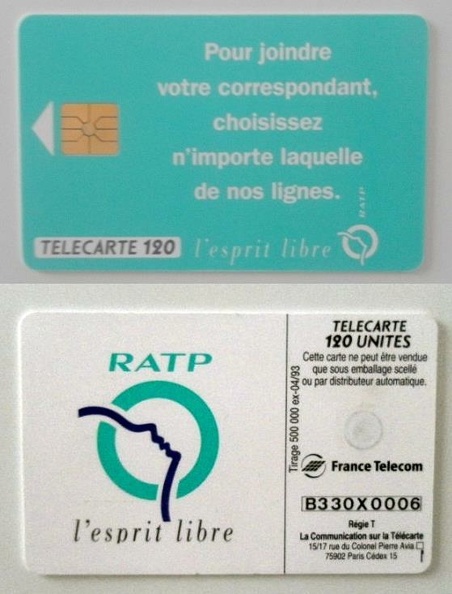 Pour joindre
votre correspondant,
choisissez
n'importe laquelle
de nos lignes.
RATP
TELECARTE 120
l'esprit libre
RATP
l'esprit libre
Tirage 500 000 ex-04/93
TELECARTE
120 UNITES
Cette carte ne peut être vendue
que sous emballage scellé
ou par distributeur automatique.
France Telecom
B330X0006
Régie T
La Communication sur la Télécarte
15/17 rue du Colonel Pierre Avia
75902 Paris Cédex 15